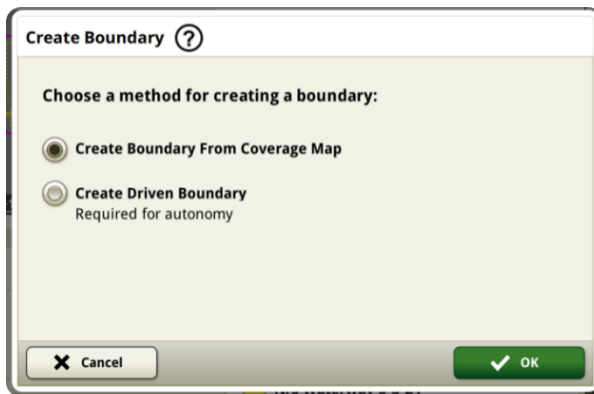 Create Boundary ?
Choose a method for creating a boundary:
Create Boundary From Coverage Map
Create Driven Boundary
Required for autonomy
Cancel
OK